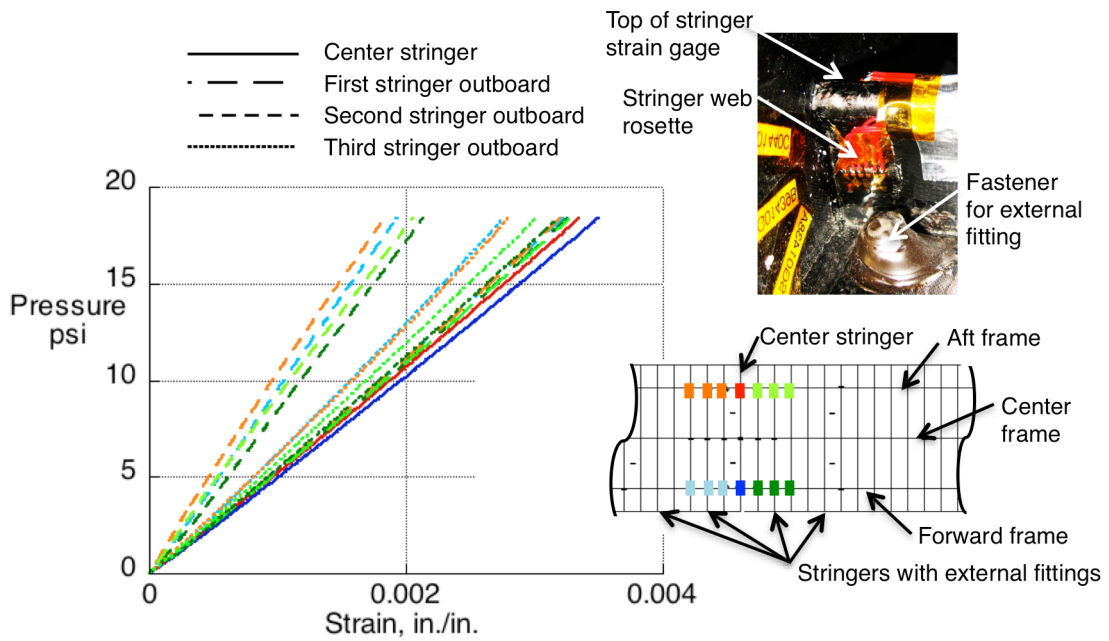 Center stringer
First stringer outboard
Second stringer outboard
Third stringer outboard
20
15
10
5
0
Pressure
psi
0
0.002
0.004
Strain, in./in.
Top of stringer
strain gage
Stringer web
rosette
Fastener
for external
fitting
Center stringer
Aft frame
Center
frame
Forward frame
Stringers with external fittings